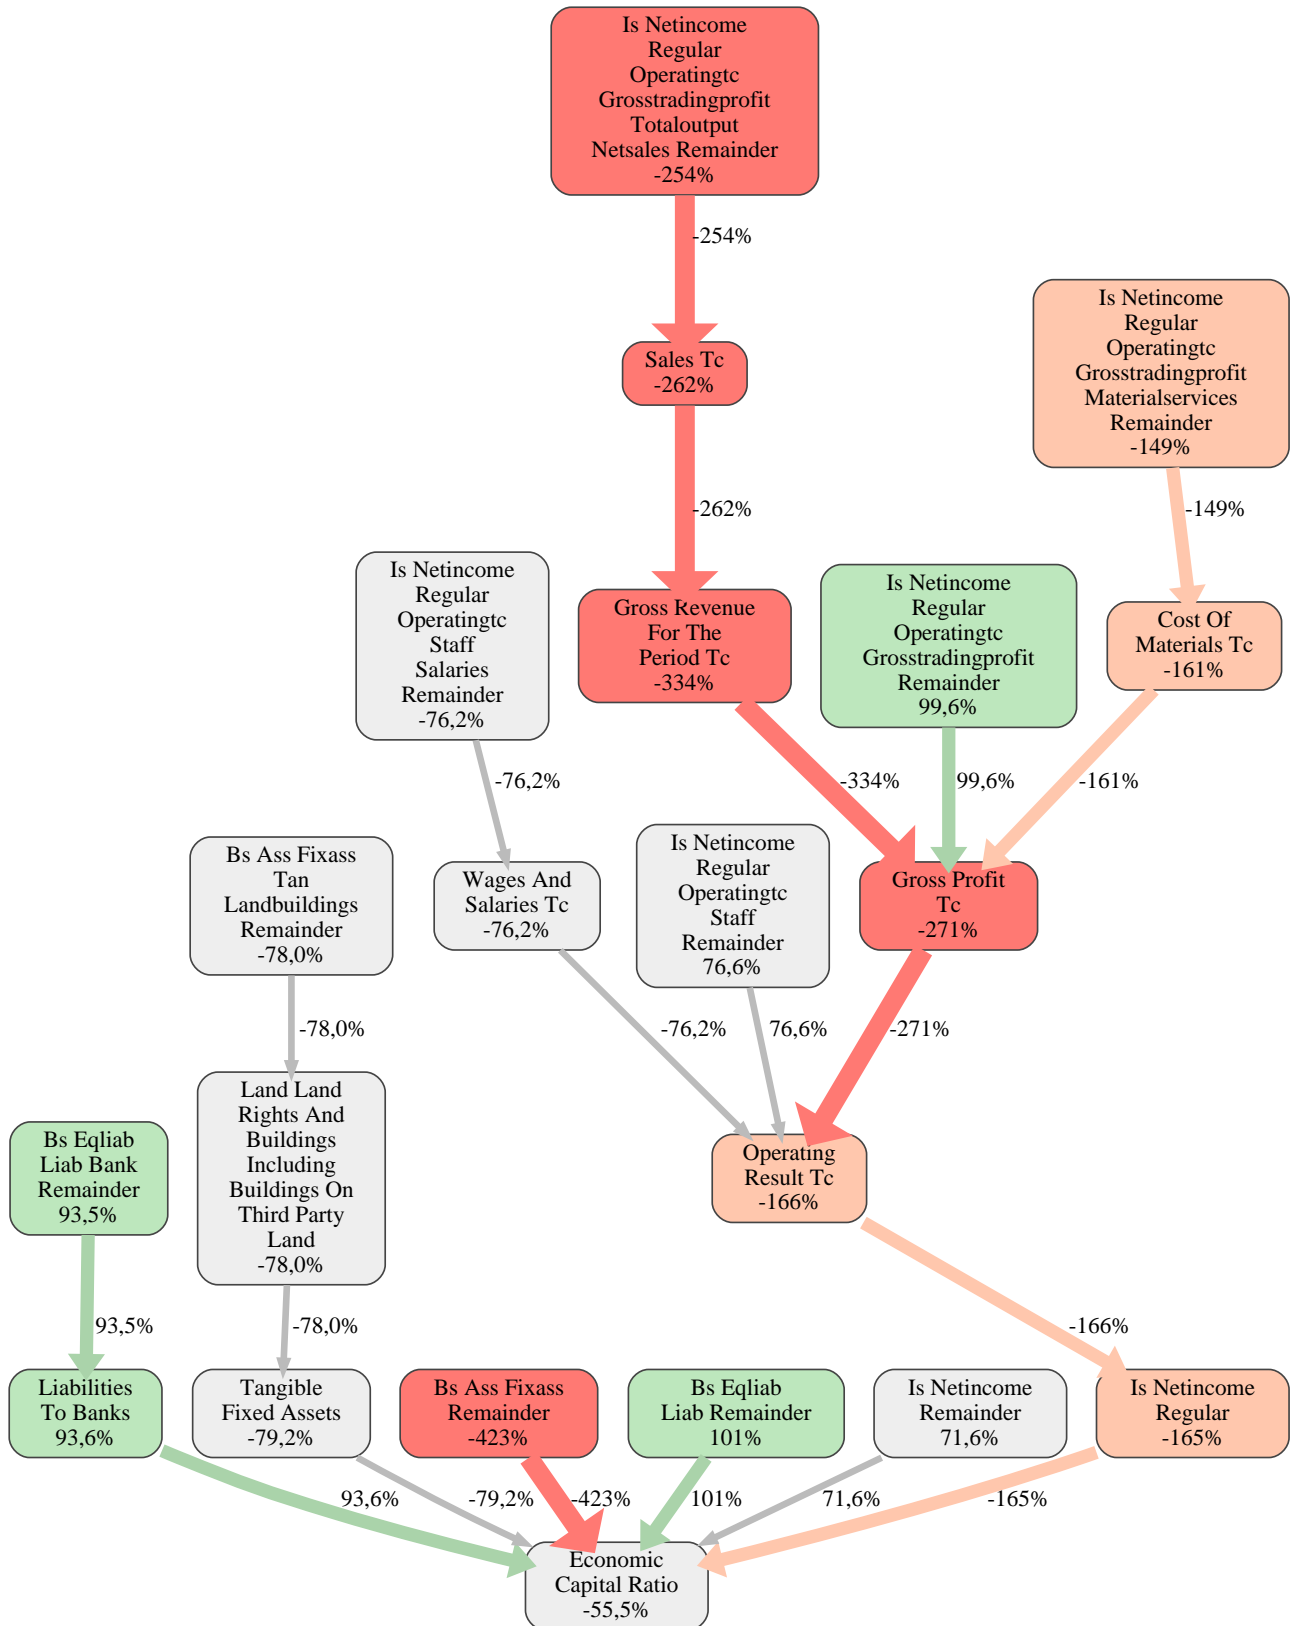 Is Netincome
Regular
Operatingtc
Grosstradingprofit
Totaloutput
Netsales Remainder
-254%
-254%
Is Netincome
Regular
Operatingtc
Grosstradingprofit
Materialservices
Remainder
-149%
Sales Tc
-262%
-262%
-149%
Is Netincome
Regular
Operatingtc
Staff
Salaries
Remainder
-76,2%
Gross Revenue
For The
Period Tc
-334%
Is Netincome
Regular
Operatingtc
Grosstradingprofit
Remainder
99,6%
Cost Of
Materials Tc
-161%
-76,2%
-334%
99,6%
-161%
Bs Ass Fixass
Tan
Landbuildings
Remainder
-78,0%
Wages And
Salaries Tc
-76,2%
Is Netincome
Regular
Operatingtc
Staff
Remainder
76,6%
Gross Profit
Tc
-271%
-78,0%
-76,2%
76,6%
-271%
Bs Eqliab
Liab Bank
Remainder
93,5%
Land Land
Rights And
Buildings
Including
Buildings On
Third Party
Land
-78,0%
Operating
Result Tc
-166%
93,5%
-78,0%
-166%
Liabilities
To Banks
93,6%
Tangible
Fixed Assets
-79,2%
Bs Ass Fixass
Remainder
-423%
Bs Eqliab
Liab Remainder
101%
Is Netincome
Remainder
71,6%
Is Netincome
Regular
-165%
93,6%
-79,2%
-423%
101%
71,6%
-165%
Economic
Capital Ratio
-55,5%